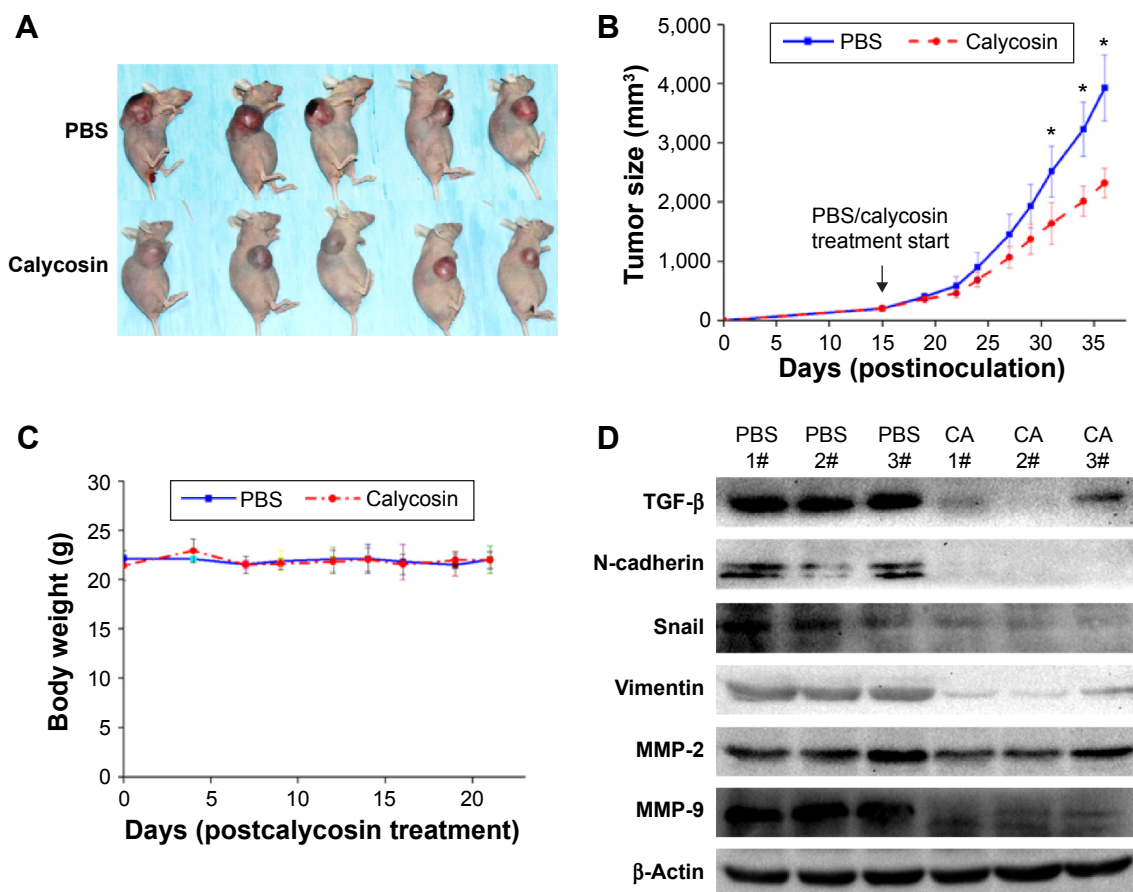 A
PBS
Calycosin
B
PBS
Calycosin
Tumor size (mm³)
5,000
4,000
3,000
2,000
1,000
0
*
*
*
PBS/calycosin
treatment start
0
5
10
15
20
25
30
35
Days (postinoculation)
C
PBS
Calycosin
Body weight (g)
30
25
20
15
10
5
0
0
5
10
15
20
Days (postcalycosin treatment)
D
PBS PBS PBS CA CA CA
1# 2# 3# 1# 2# 3#
TGF-β
N-cadherin
Snail
Vimentin
MMP-2
MMP-9
β-Actin